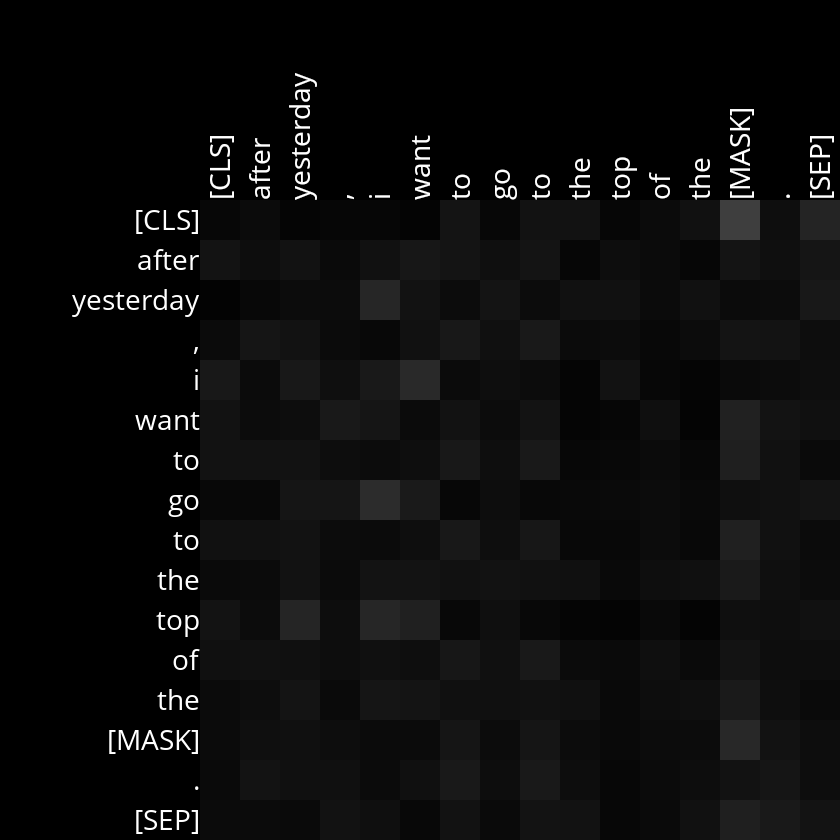 [CLS] after yesterday , i want to go to the top of the [MASK] . [SEP]
[CLS]
after
yesterday
,
i
want
to
go
to
the
top
of
the
[MASK]
.
[SEP]